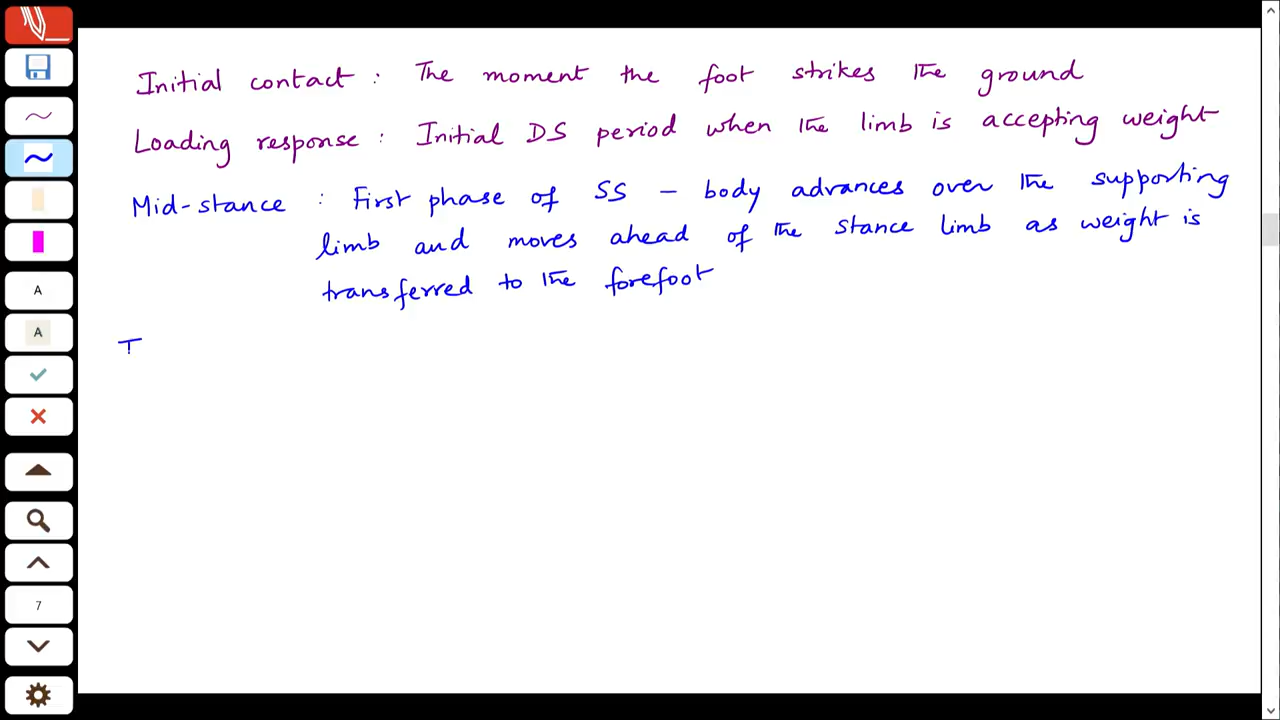 Initial contact : The moment the foot strikes the ground
Loading response : Initial DS period when the limb is accepting weight
Mid-stance : First phase of SS – body advances over the supporting
limb and moves ahead of the stance limb as weight is
transferred to the forefoot
T
A
A
7